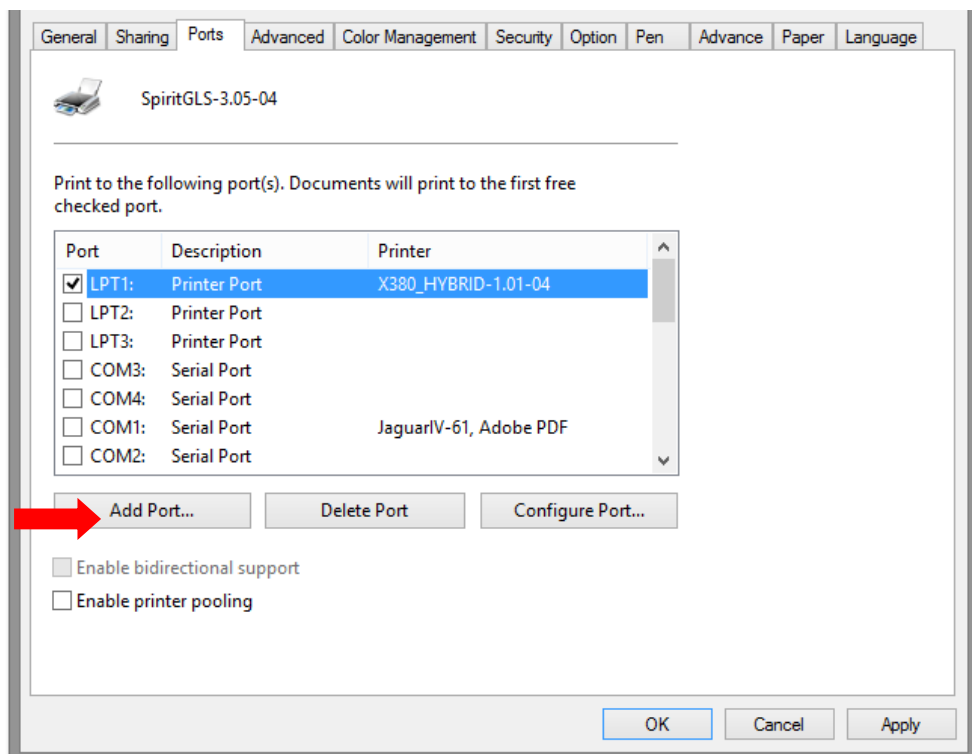 General Sharing Ports Advanced Color Management Security Option Pen Advance Paper Language
SpiritGLS-3.05-04
Print to the following port(s). Documents will print to the first free
checked port.
Port Description Printer
LPT1: Printer Port X380_HYBRID-1.01-04
LPT2: Printer Port
LPT3: Printer Port
COM3: Serial Port
COM4: Serial Port
COM1: Serial Port JaguarIV-61, Adobe PDF
COM2: Serial Port
Add Port... Delete Port Configure Port...
Enable bidirectional support
Enable printer pooling
OK Cancel Apply